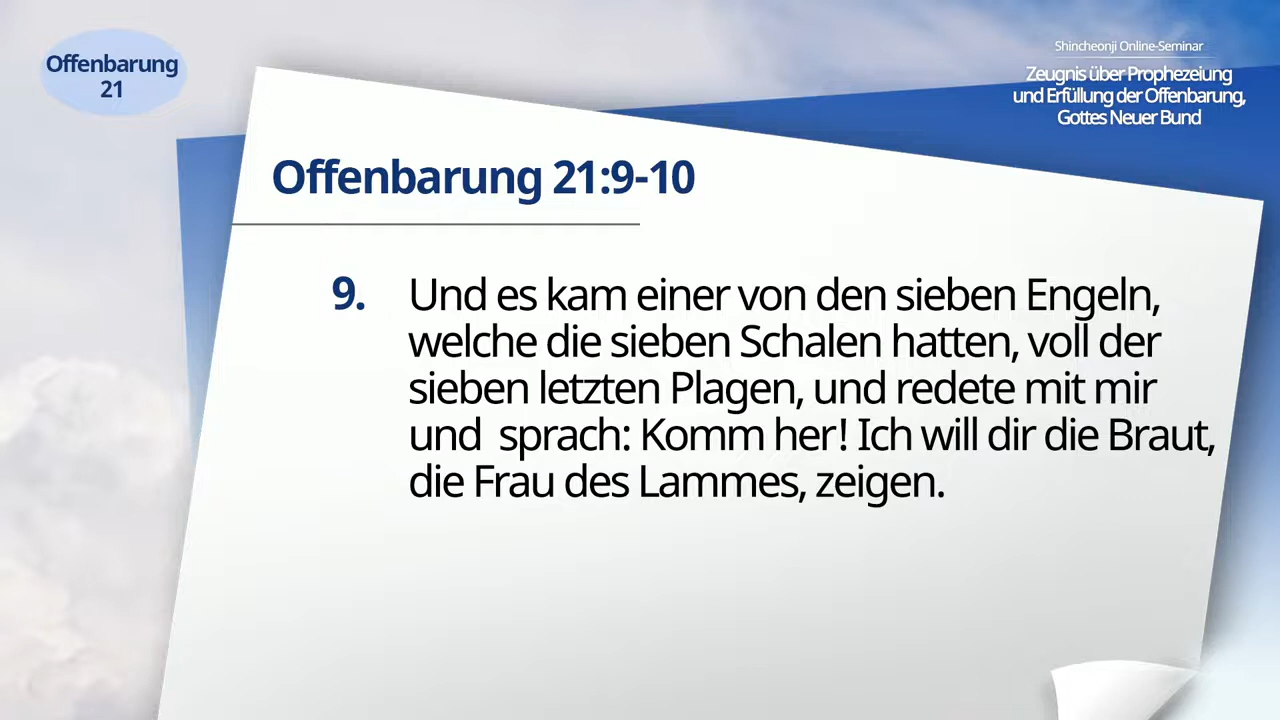 Offenbarung
21
Shincheonji Online-Seminar
Zeugnis über Prophezeiung
und Erfüllung der Offenbarung,
Gottes Neuer Bund
Offenbarung 21:9-10
9. Und es kam einer von den sieben Engeln,
welche die sieben Schalen hatten, voll der
sieben letzten Plagen, und redete mit mir
und sprach: Komm her! Ich will dir die Braut,
die Frau des Lammes, zeigen.